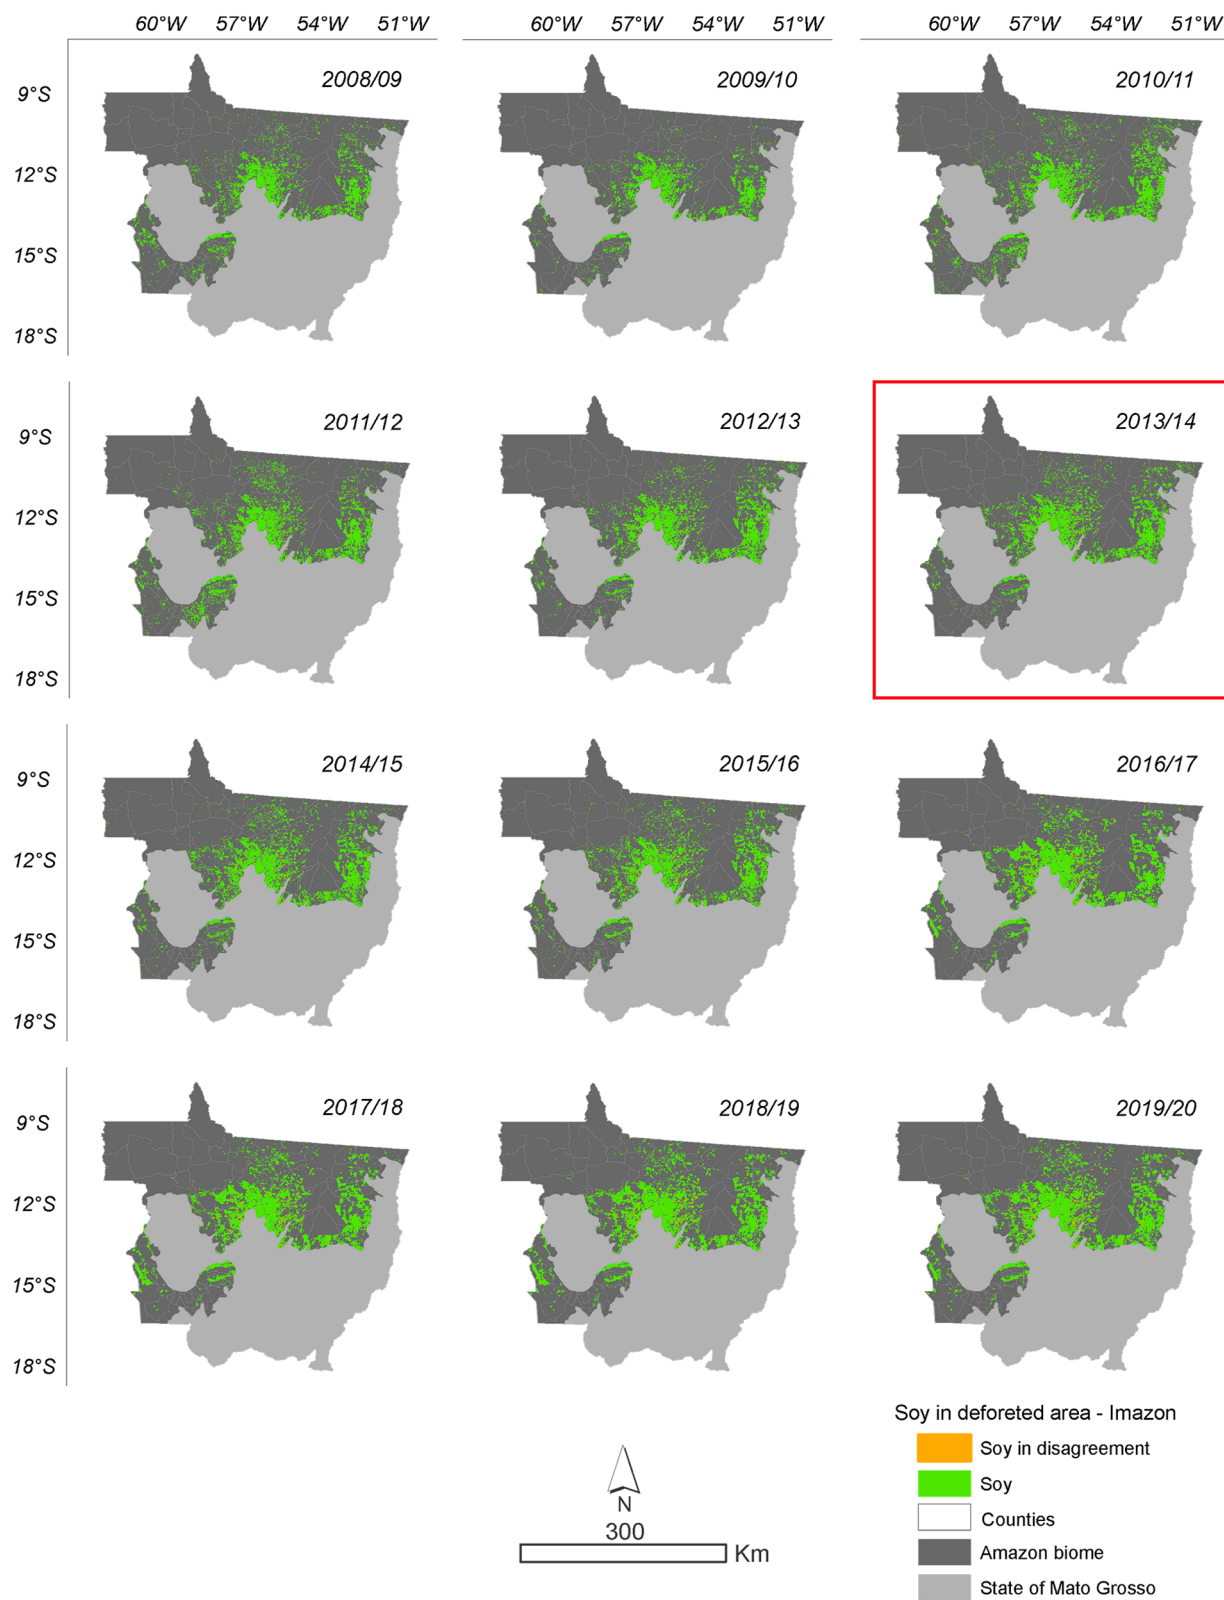 60°W 57°W 54°W 51°W 60°W 57°W 54°W 51°W 60°W 57°W 54°W 51°W
2008/09 2009/10 2010/11
9°S
12°S
15°S
18°S
2011/12 2012/13 2013/14
9°S
12°S
15°S
18°S
2014/15 2015/16 2016/17
9°S
12°S
15°S
18°S
2017/18 2018/19 2019/20
9°S
12°S
15°S
18°S
Soy in deforeted area - Imazon
Soy in disagreement
Soy
Counties
Amazon biome
State of Mato Grosso
N
300
Km